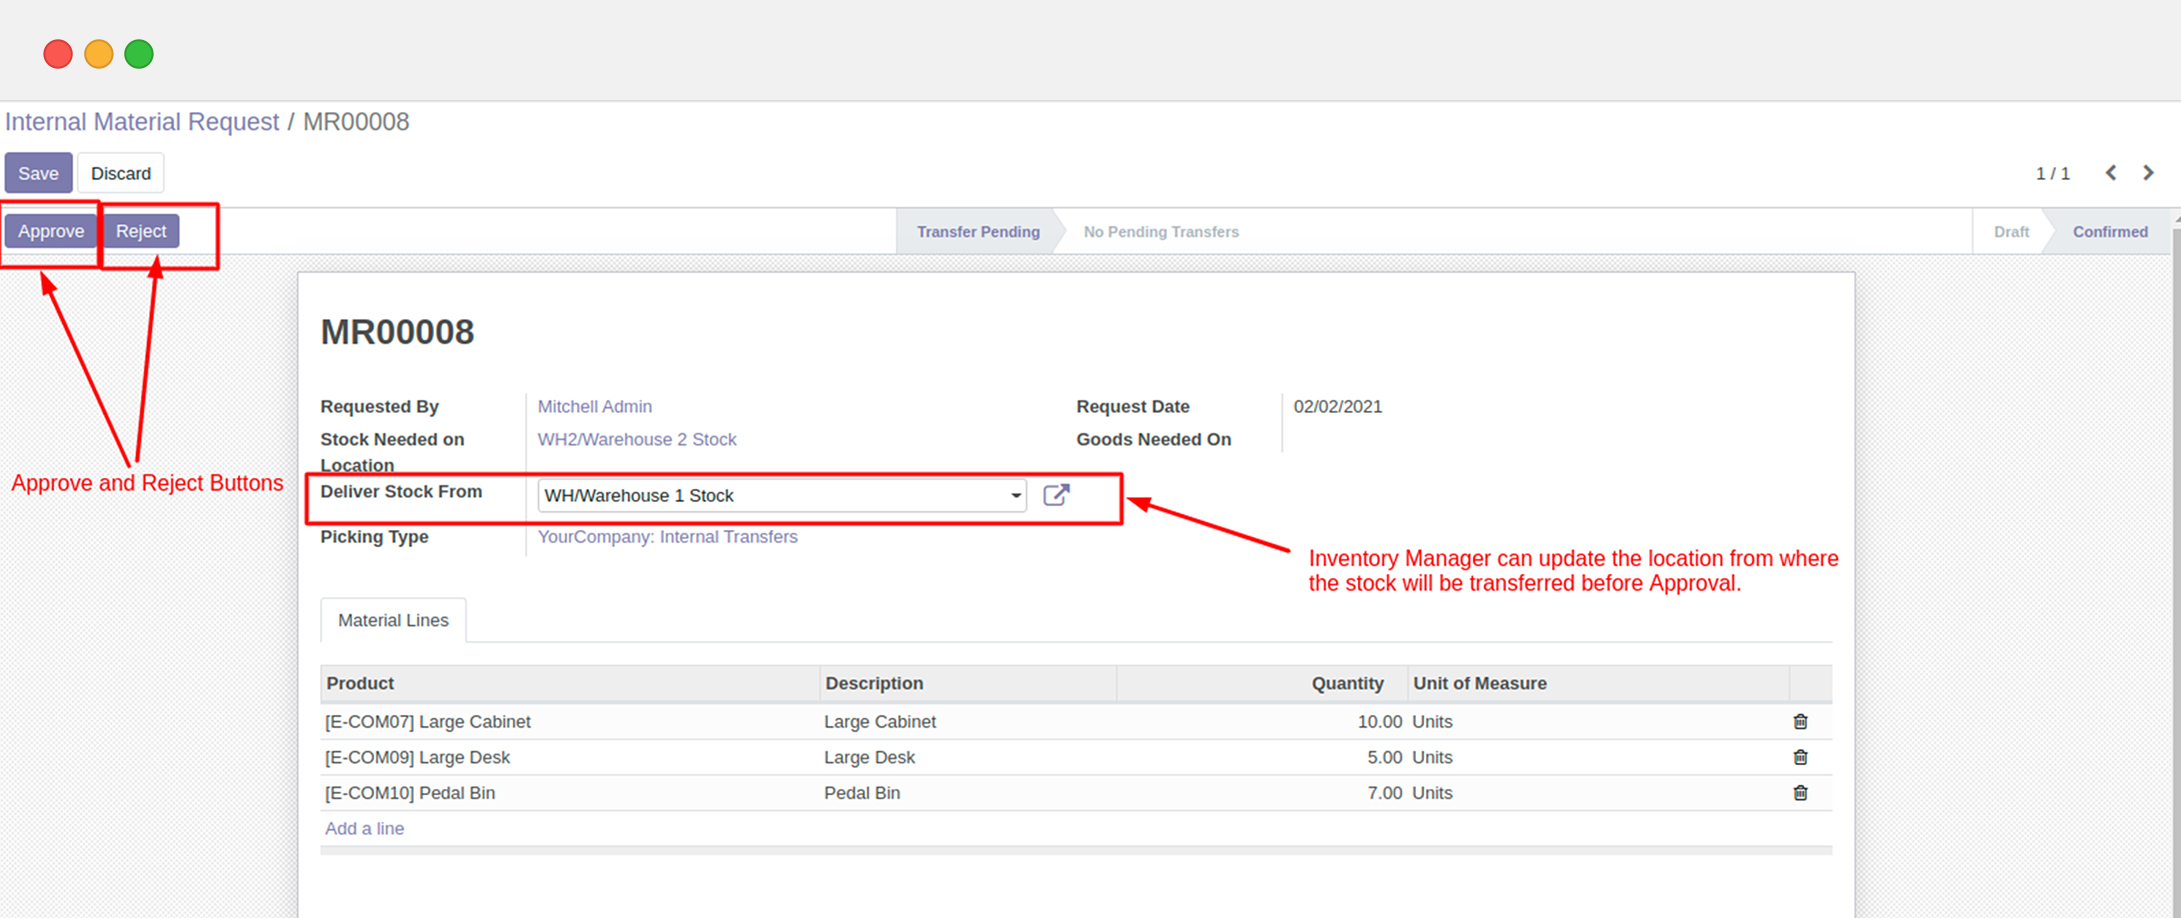 Internal Material Request / MR00008
Save Discard 1 / 1
Approve Reject Transfer Pending No Pending Transfers Draft Confirmed
MR00008
Requested By Mitchell Admin Request Date 02/02/2021
Stock Needed on WH2/Warehouse 2 Stock Goods Needed On
Location
Deliver Stock From WH/Warehouse 1 Stock
Approve and Reject Buttons
Picking Type YourCompany: Internal Transfers
Inventory Manager can update the location from where
the stock will be transferred before Approval.
Material Lines
Product Description Quantity Unit of Measure
[E-COM07] Large Cabinet Large Cabinet 10.00 Units
[E-COM09] Large Desk Large Desk 5.00 Units
[E-COM10] Pedal Bin Pedal Bin 7.00 Units
Add a line